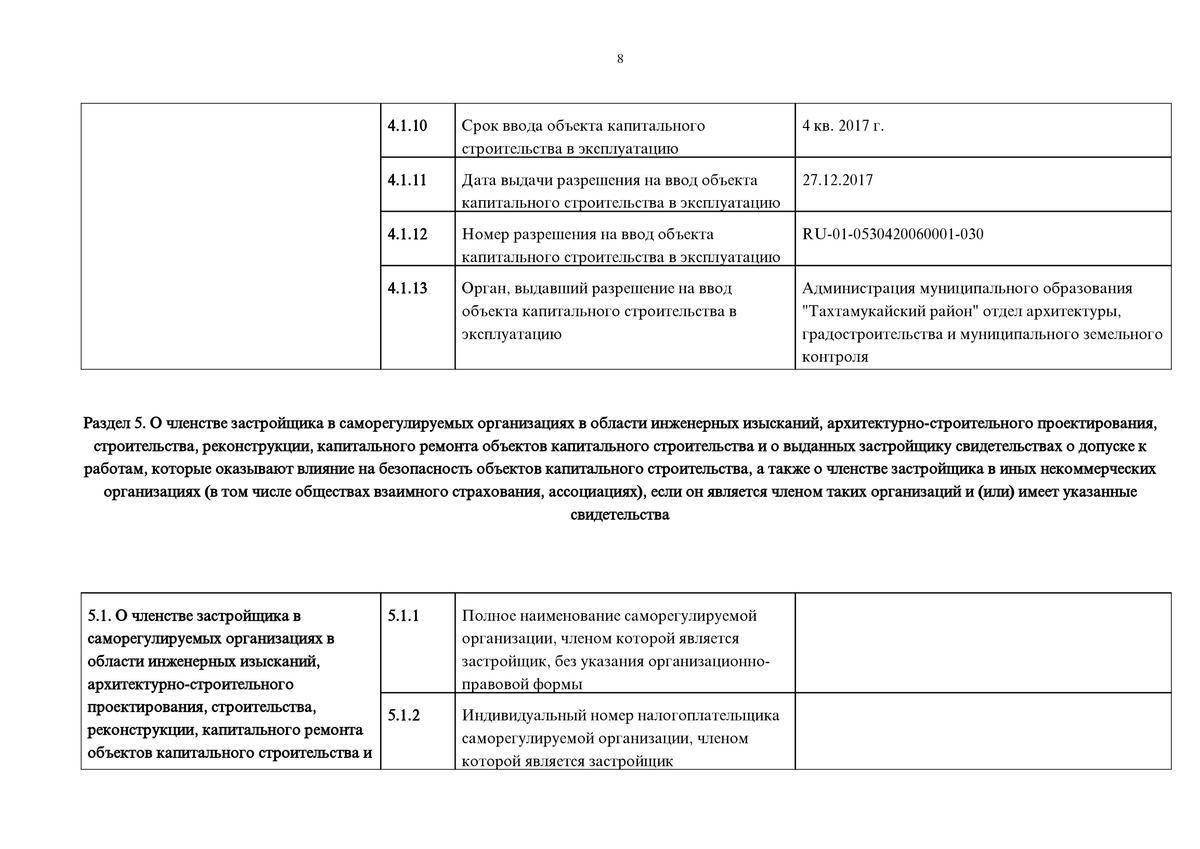 8
4.1.10
Срок ввода объекта капитального
строительства в эксплуатацию
4 кв. 2017 г.
4.1.11
Дата выдачи разрешения на ввод объекта
капитального строительства в эксплуатацию
27.12.2017
4.1.12
Номер разрешения на ввод объекта
капитального строительства в эксплуатацию
RU-01-0530420060001-030
4.1.13
Орган, выдавший разрешение на ввод
объекта капитального строительства в
эксплуатацию
Администрация муниципального образования
"Тахтамукайский район" отдел архитектуры,
градостроительства и муниципального земельного
контроля
Раздел 5. О членстве застройщика в саморегулируемых организациях в области инженерных изысканий, архитектурно-строительного проектирования,
строительства, реконструкции, капитального ремонта объектов капитального строительства и о выданных застройщику свидетельствах о допуске к
работам, которые оказывают влияние на безопасность объектов капитального строительства, а также о членстве застройщика в иных некоммерческих
организациях (в том числе обществах взаимного страхования, ассоциациях), если он является членом таких организаций и (или) имеет указанные
свидетельства
5.1. О членстве застройщика в
саморегулируемых организациях в
области инженерных изысканий,
архитектурно-строительного
проектирования, строительства,
реконструкции, капитального ремонта
объектов капитального строительства и
5.1.1
Полное наименование саморегулируемой
организации, членом которой является
застройщик, без указания организационно-
правовой формы
5.1.2
Индивидуальный номер налогоплательщика
саморегулируемой организации, членом
которой является застройщик